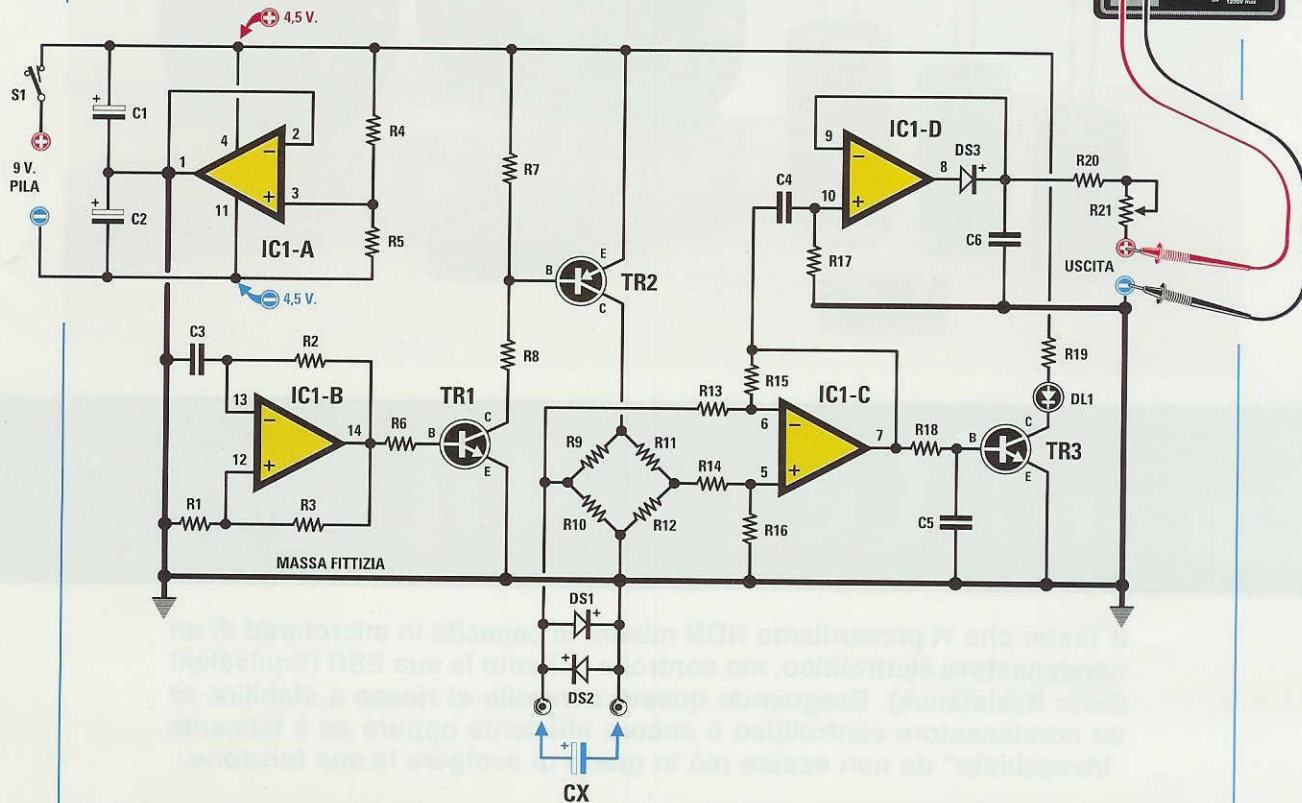 4,5 V.
1200V max
S1
C1
4
2
R4
R7
9
IC1-D
DS3
R20
9 V.
PILA
1
8
C4
10
R21
C2
3
11
R5
IC1-A
E
B
TR2
C
R17
C6
USCITA
4,5 V.
C3
R2
R8
R19
IC1-B
TR1
R13
R15
IC1-C
DL1
13
14
R6
B
C
E
R9
R11
6
7
R18
B
C
TR3
E
12
R14
5
R1
R3
R10
R12
R16
C5
MASSA FITTIZIA
DS1
DS2
CX